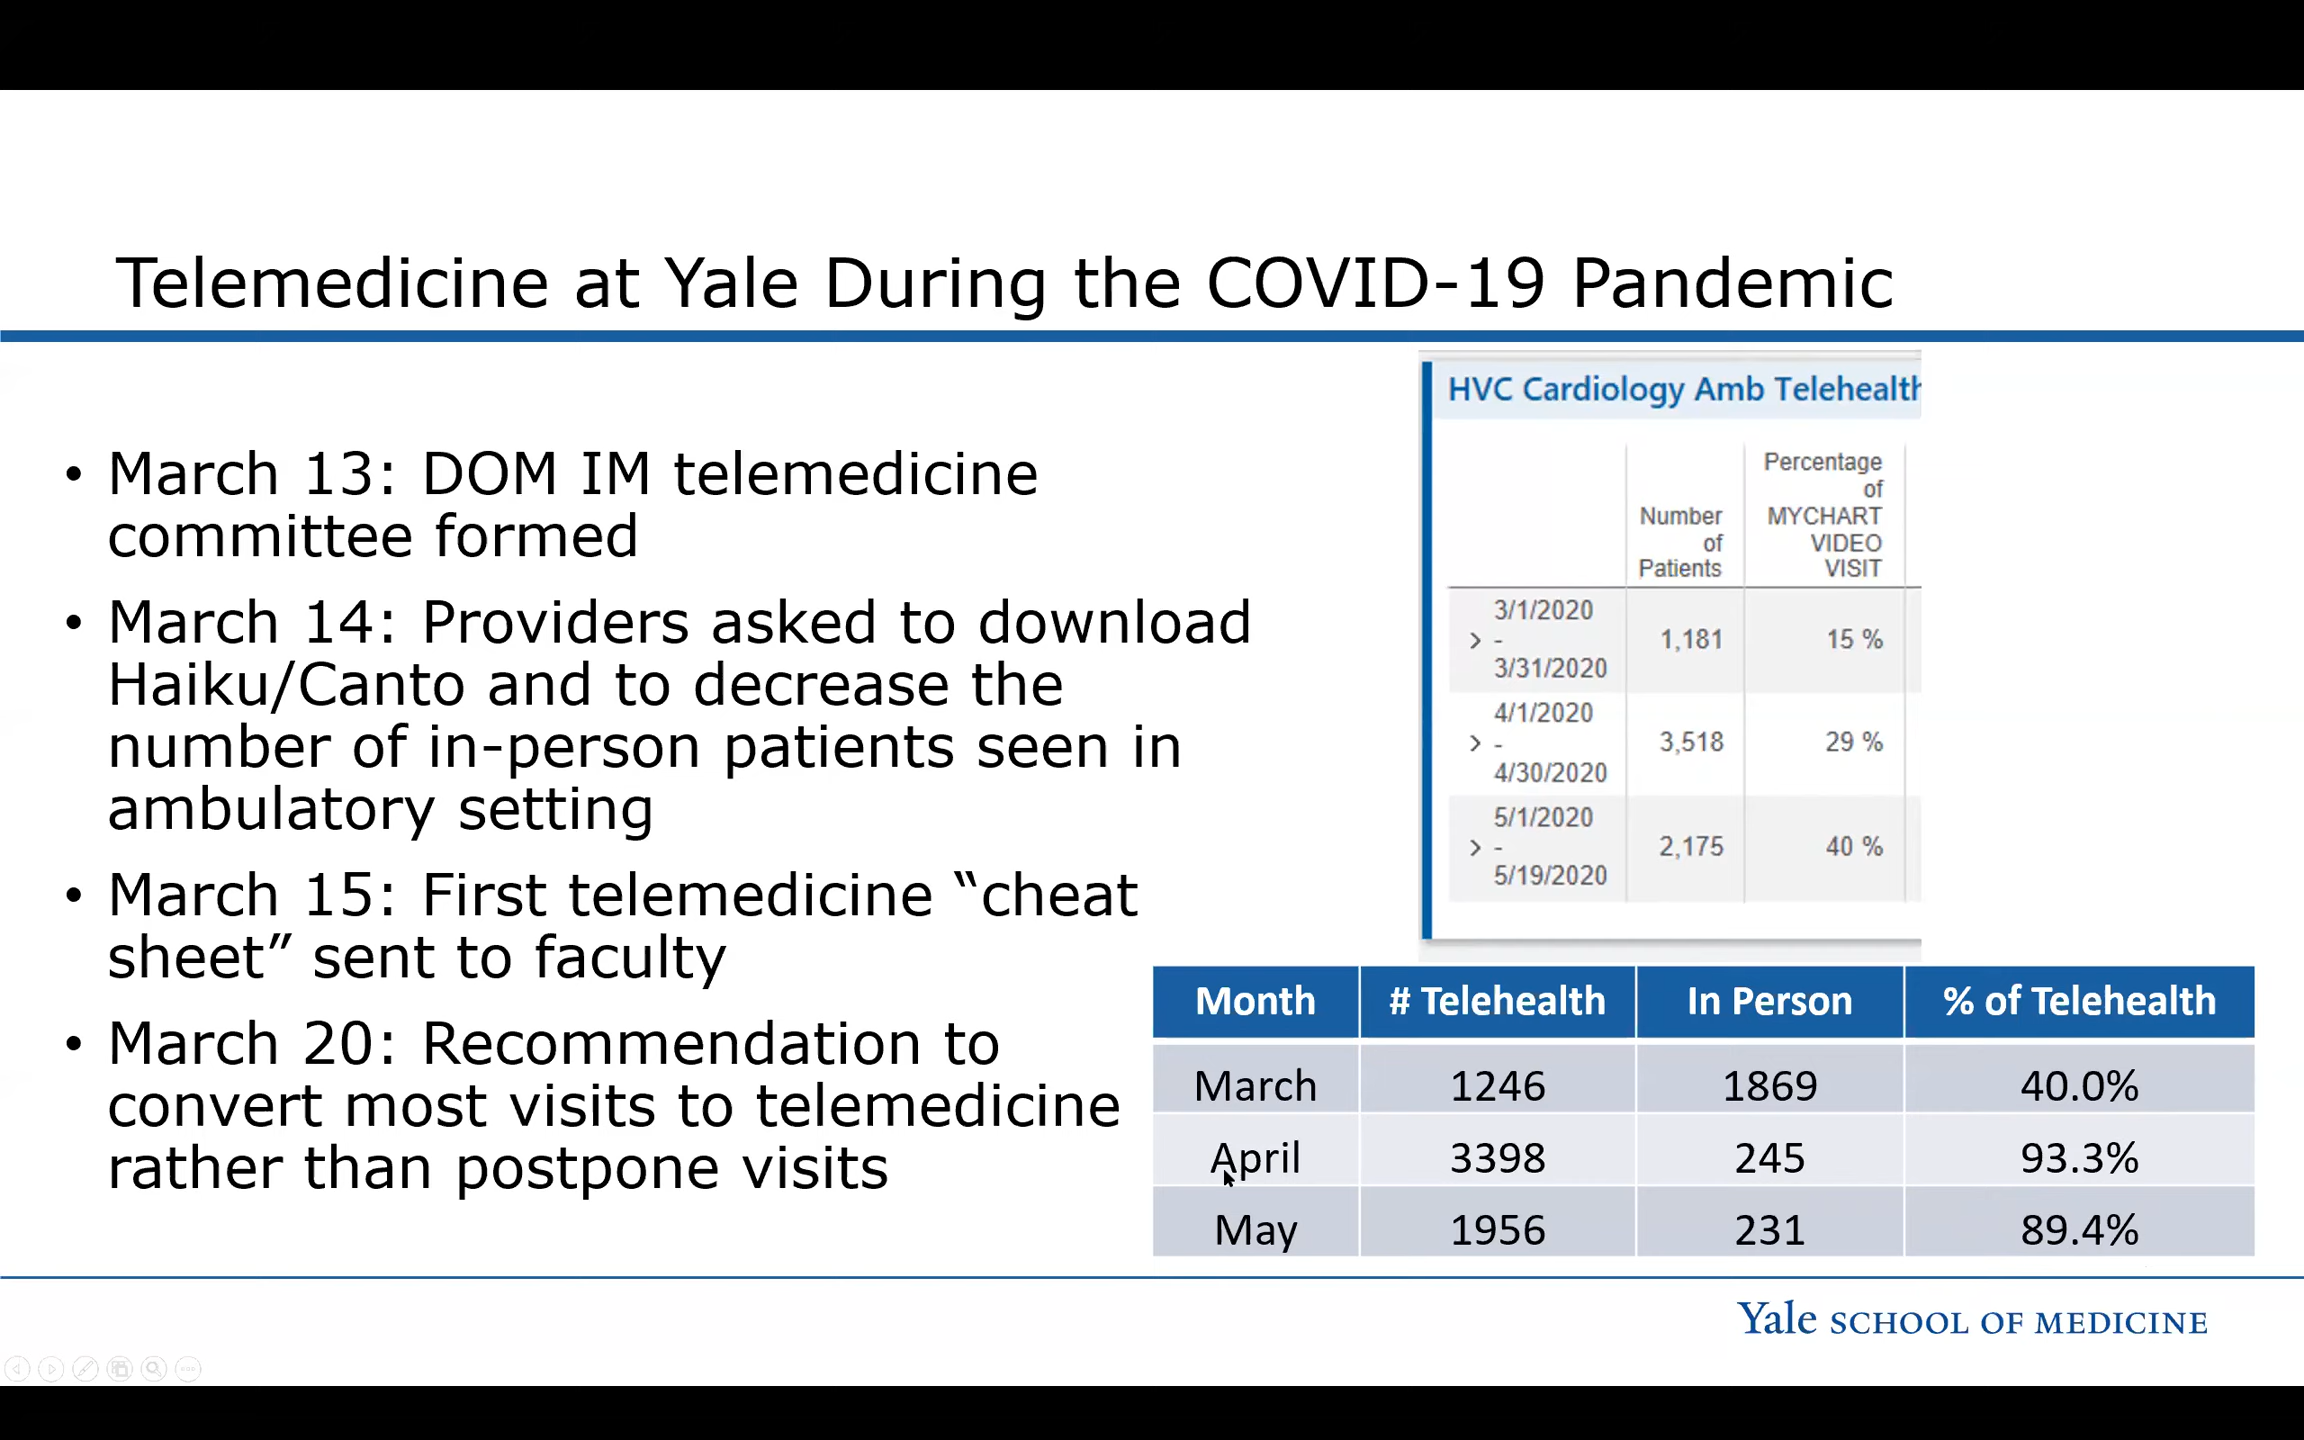 Telemedicine at Yale During the COVID-19 Pandemic
• March 13: DOM IM telemedicine
committee formed
• March 14: Providers asked to download
Haiku/Canto and to decrease the
number of in-person patients seen in
ambulatory setting
• March 15: First telemedicine “cheat
sheet” sent to faculty
• March 20: Recommendation to
convert most visits to telemedicine
rather than postpone visits
HVC Cardiology Amb Telehealth
Number
of
Patients
Percentage
of
MYCHART
VIDEO
VISIT
3/1/2020
-
3/31/2020
1,181
15 %
4/1/2020
-
4/30/2020
3,518
29 %
5/1/2020
-
5/19/2020
2,175
40 %
Month # Telehealth In Person % of Telehealth
March 1246 1869 40.0%
April 3398 245 93.3%
May 1956 231 89.4%
Yale SCHOOL OF MEDICINE